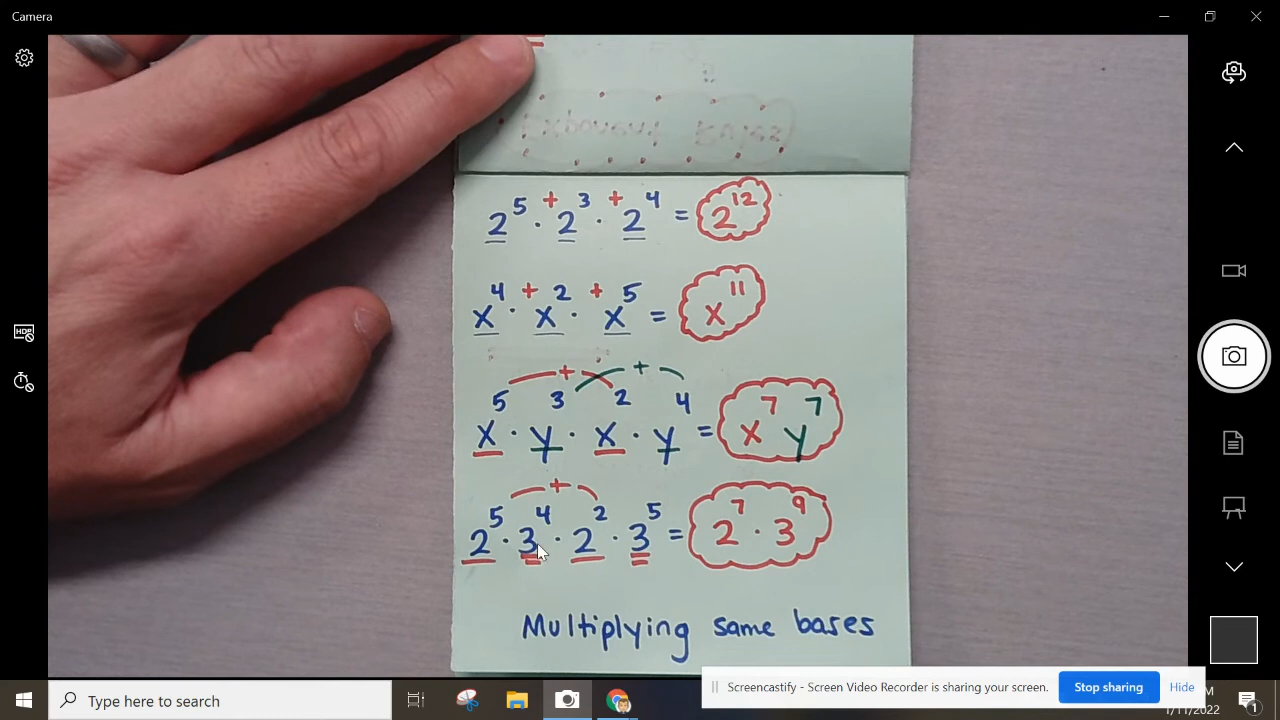 Camera
2⁵ + 2³ + 2⁴ = 2¹²
x⁴ + x² + x⁵ = x¹¹
+ +
x⁵ · y³ · x² · y⁴ = x⁷ y⁷
+
2⁵ · 3⁴ · 2² · 3⁵ = 2⁷ · 3⁹
Multiplying same bases
HDR
Screencastify - Screen Video Recorder is sharing your screen.
Stop sharing
Hide
Type here to search
M
1/11/2022
1